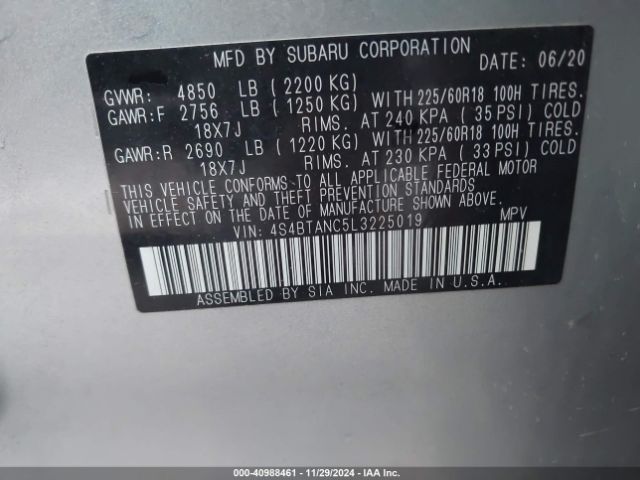 MFD BY SUBARU CORPORATION DATE: 06/20
GVWR: 4850 LB (2200 KG)
GAWR:F 2756 LB (1250 KG) WITH 225/60R18 100H TIRES.
18X7J RIMS. AT 240 KPA (35 PSI) COLD
GAWR:R 2690 LB (1220 KG) WITH 225/60R18 100H TIRES.
18X7J RIMS. AT 230 KPA (33 PSI) COLD
THIS VEHICLE CONFORMS TO ALL APPLICABLE FEDERAL MOTOR
VEHICLE SAFETY AND THEFT PREVENTION STANDARDS IN EFFECT
ON THE DATE OF MANUFACTURE SHOWN ABOVE.
VIN: 4S4BTANC5L3225019 MPV
ASSEMBLED BY SIA INC. MADE IN U.S.A.
000-40988461 - 11/29/2024 - IAAI.COM